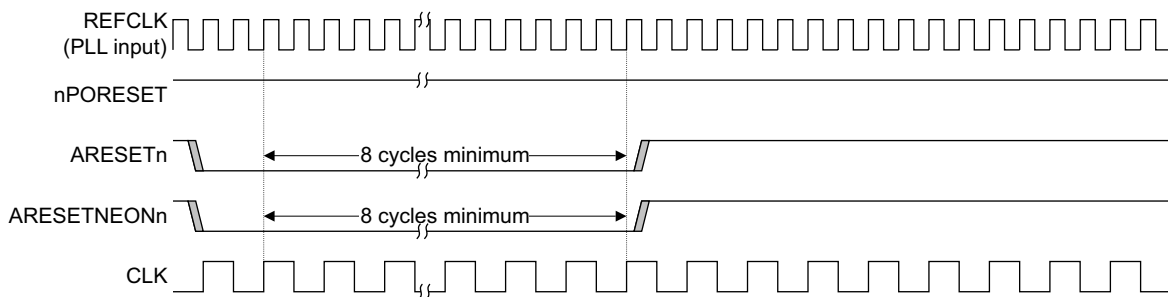 REFCLK
(PLL input)
nPORESET
ARESETn
8 cycles minimum
ARESETNEONn
8 cycles minimum
CLK